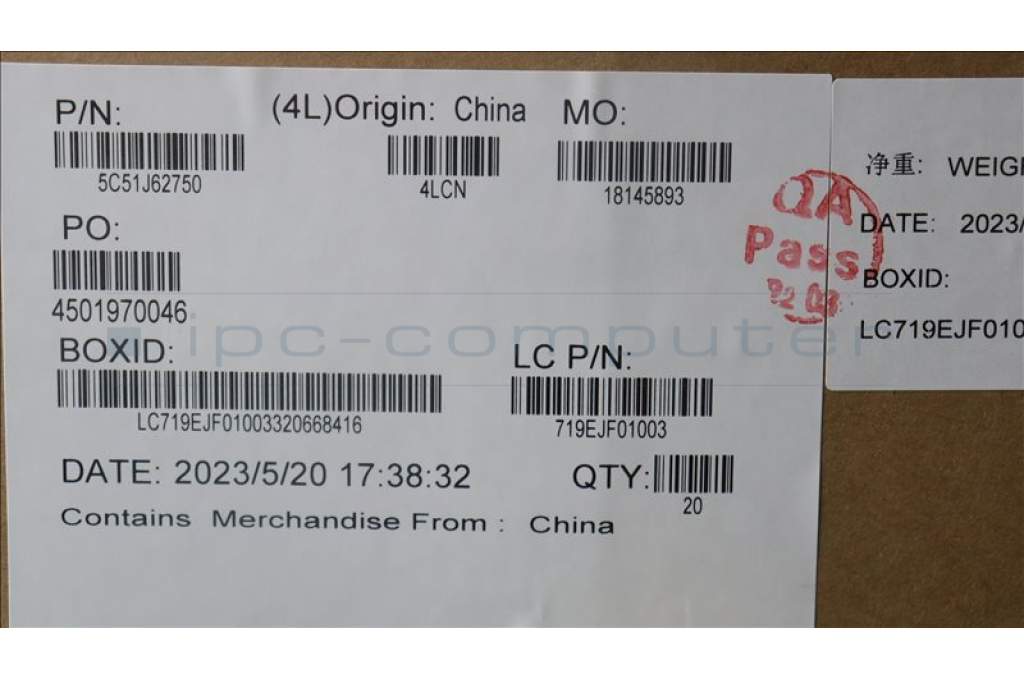 P/N: (4L)Origin: China MO:
5C51J62750 4LCN 18145893
PO:
4501970046
BOXID: LC P/N:
LC719EJF01003320668416 719EJF01003
DATE: 2023/5/20 17:38:32 QTY:
20
Contains Merchandise From : China
QA
Pass
净重:
DATE: 2023/
BOXID:
LC719EJF010
ipc-computer